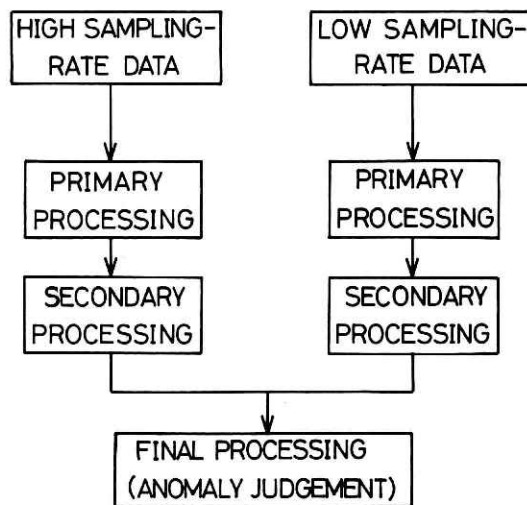 HIGH SAMPLING-
RATE DATA
LOW SAMPLING-
RATE DATA
PRIMARY
PROCESSING
PRIMARY
PROCESSING
SECONDARY
PROCESSING
SECONDARY
PROCESSING
FINAL PROCESSING
(ANOMALY JUDGEMENT)